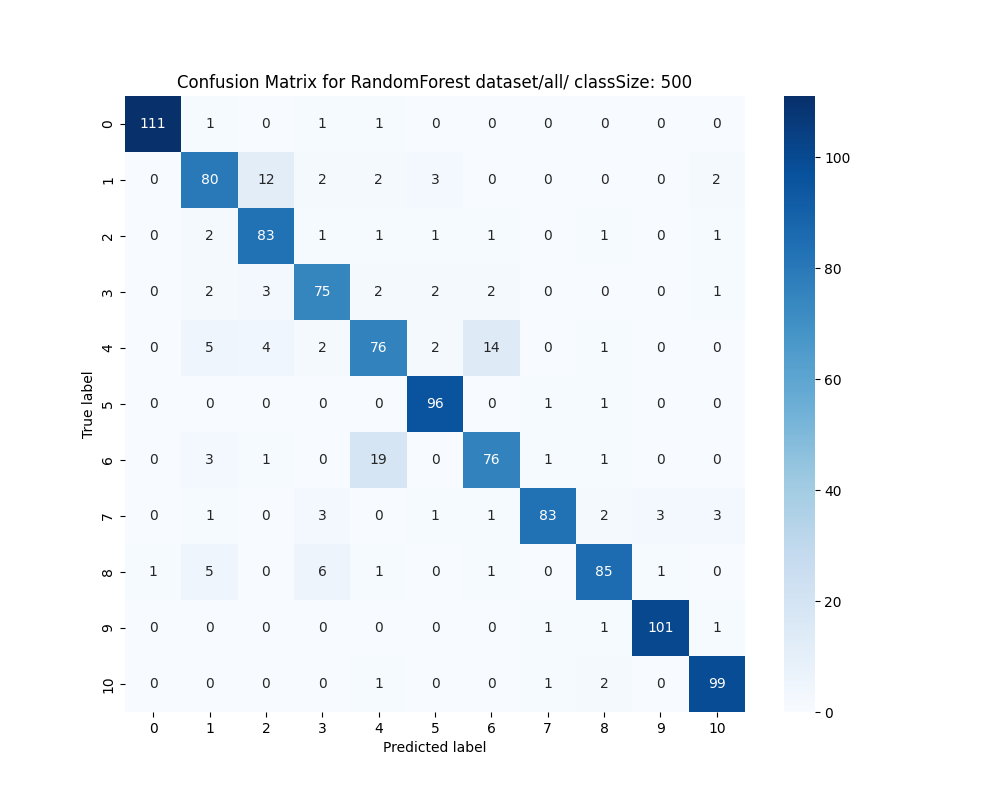 Confusion Matrix for RandomForest dataset/all/ classSize: 500
0 111 1 0 1 1 0 0 0 0 0 0
1 0 80 12 2 2 3 0 0 0 0 2
2 0 2 83 1 1 1 1 0 1 0 1
3 0 2 3 75 2 2 2 0 0 0 1
4 0 5 4 2 76 2 14 0 1 0 0
5 0 0 0 0 0 96 0 1 1 0 0
6 0 3 1 0 19 0 76 1 1 0 0
7 0 1 0 3 0 1 1 83 2 3 3
8 1 5 0 6 1 0 1 0 85 1 0
9 0 0 0 0 0 0 0 1 1 101 1
10 0 0 0 0 1 0 0 1 2 0 99
0 1 2 3 4 5 6 7 8 9 10
Predicted label
True label
100
80
60
40
20
0